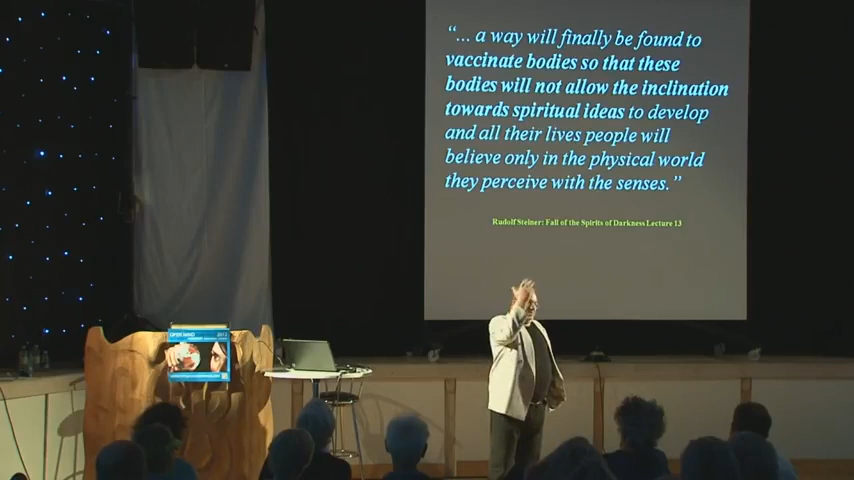 “... a way will finally be found to
vaccinate bodies so that these
bodies will not allow the inclination
towards spiritual ideas to develop
and all their lives people will
believe only in the physical world
they perceive with the senses.”
Rudolf Steiner: Fall of the Spirits of Darkness Lecture 13
OPEN MIND